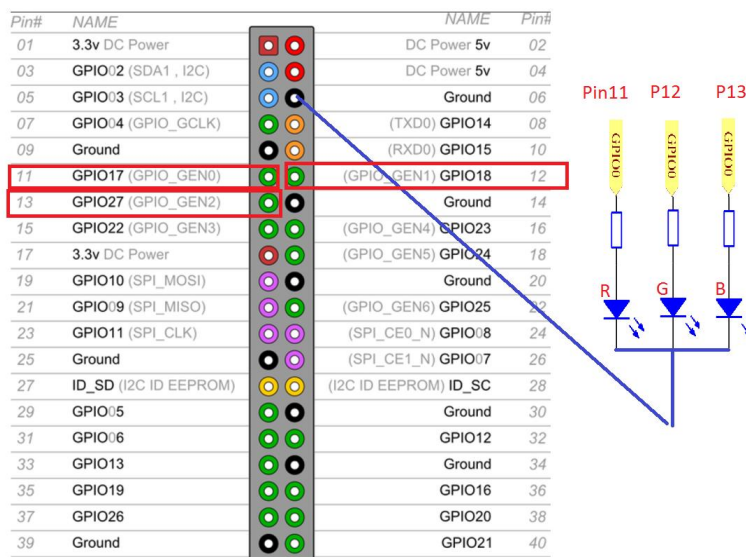 Pin# NAME NAME Pin#
01 3.3v DC Power DC Power 5v 02
03 GPIO02 (SDA1 , I2C) DC Power 5v 04
05 GPIO03 (SCL1 , I2C) Ground 06
07 GPIO04 (GPIO_GCLK) (TXD0) GPIO14 08
09 Ground (RXD0) GPIO15 10
11 GPIO17 (GPIO_GEN0) (GPIO_GEN1) GPIO18 12
13 GPIO27 (GPIO_GEN2) Ground 14
15 GPIO22 (GPIO_GEN3) (GPIO_GEN4) GPIO23 16
17 3.3v DC Power (GPIO_GEN5) GPIO24 18
19 GPIO10 (SPI_MOSI) Ground 20
21 GPIO09 (SPI_MISO) (GPIO_GEN6) GPIO25 22
23 GPIO11 (SPI_CLK) (SPI_CE0_N) GPIO08 24
25 Ground (SPI_CE1_N) GPIO07 26
27 ID_SD (I2C ID EEPROM) (I2C ID EEPROM) ID_SC 28
29 GPIO05 Ground 30
31 GPIO06 GPIO12 32
33 GPIO13 Ground 34
35 GPIO19 GPIO16 36
37 GPIO26 GPIO20 38
39 Ground GPIO21 40
Pin11 P12 P13
GPIO0 GPIO0 GPIO0
R G B